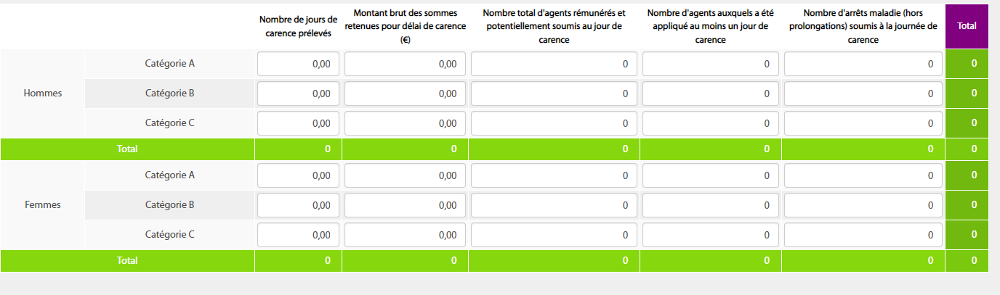 Nombre de jours de carence prélevés
Montant brut des sommes retenues pour délai de carence (€)
Nombre total d'agents rémunérés et potentiellement soumis au jour de carence
Nombre d'agents auxquels a été appliqué au moins un jour de carence
Nombre d'arrêts maladie (hors prolongations) soumis à la journée de carence
Total
Hommes
Catégorie A 0,00 0,00 0 0 0 0
Catégorie B 0,00 0,00 0 0 0 0
Catégorie C 0,00 0,00 0 0 0 0
Total 0 0 0 0 0 0
Femmes
Catégorie A 0,00 0,00 0 0 0 0
Catégorie B 0,00 0,00 0 0 0 0
Catégorie C 0,00 0,00 0 0 0 0
Total 0 0 0 0 0 0